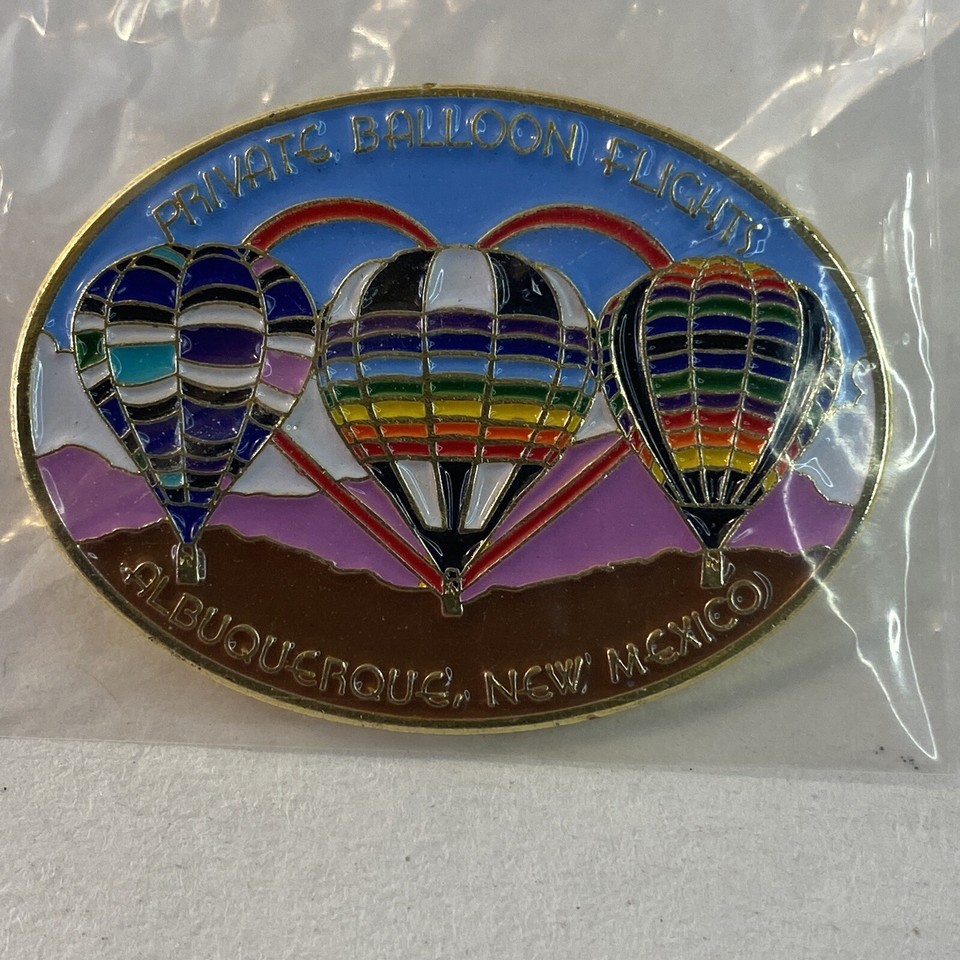 PRIVATE BALLOON FLIGHTS
ALBUQUERQUE, NEW MEXICO